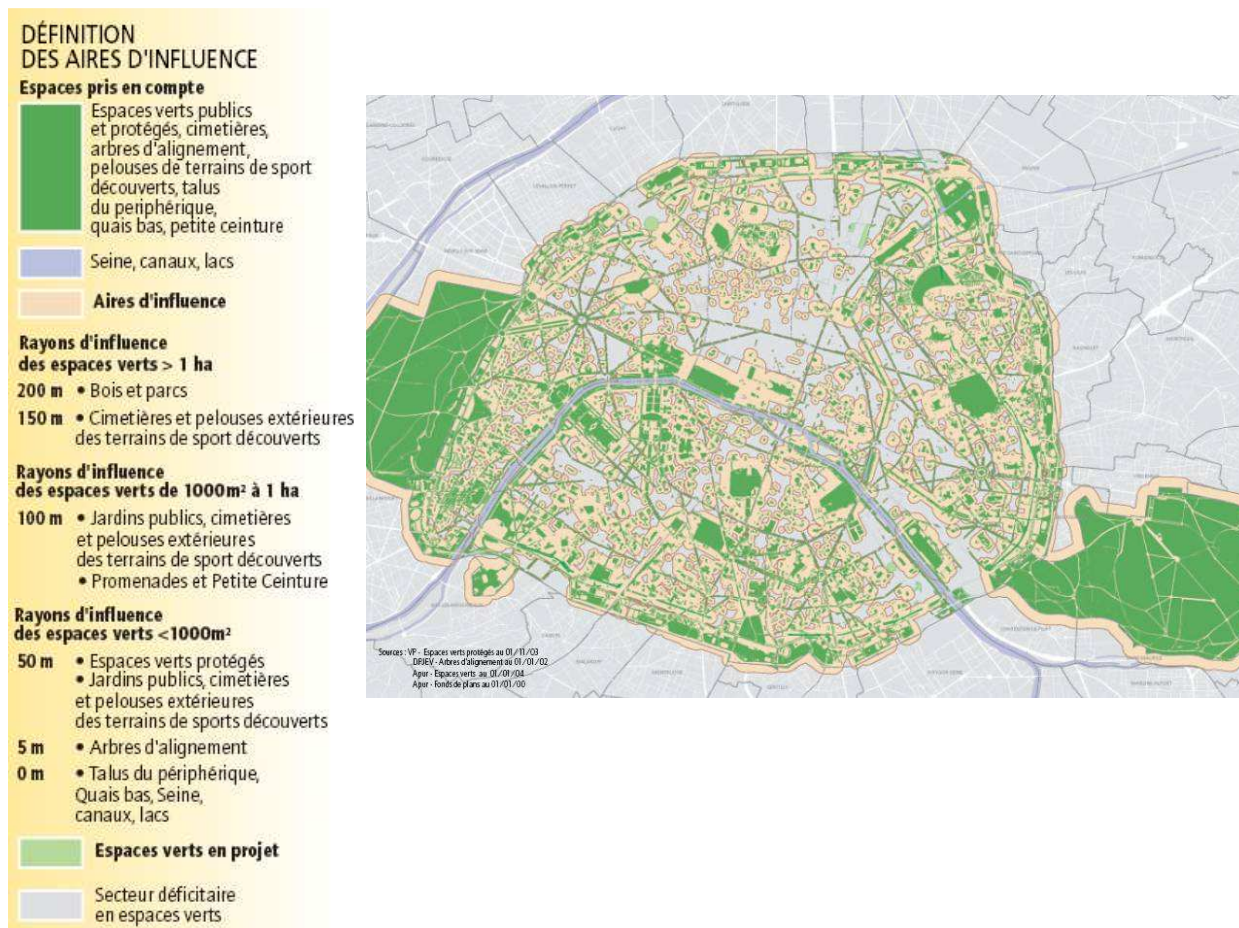 DÉFINITION
DES AIRES D'INFLUENCE
Espaces pris en compte
Espaces verts publics
et protégés, cimetières,
arbres d'alignement,
pelouses de terrains de sport
découverts, talus
du periphérique,
quais bas, petite ceinture
Seine, canaux, lacs
Aires d'influence
Rayons d'influence
des espaces verts > 1 ha
200 m • Bois et parcs
150 m • Cimetières et pelouses extérieures
des terrains de sport découverts
Rayons d'influence
des espaces verts de 1000m² à 1 ha
100 m • Jardins publics, cimetières
et pelouses extérieures
des terrains de sport découverts
• Promenades et Petite Ceinture
Rayons d'influence
des espaces verts <1000m²
50 m • Espaces verts protégés
• Jardins publics, cimetières
et pelouses extérieures
des terrains de sports découverts
5 m • Arbres d'alignement
0 m • Talus du périphérique,
Quais bas, Seine,
canaux, lacs
Espaces verts en projet
Secteur déficitaire
en espaces verts
Sources : VP - Espaces verts protégés au 01/11/03
DPJEV - Arbres d'alignement au 01/01/02
Apur - Espaces verts au 01/01/04
Apur - Fonds de plans au 01/01/00